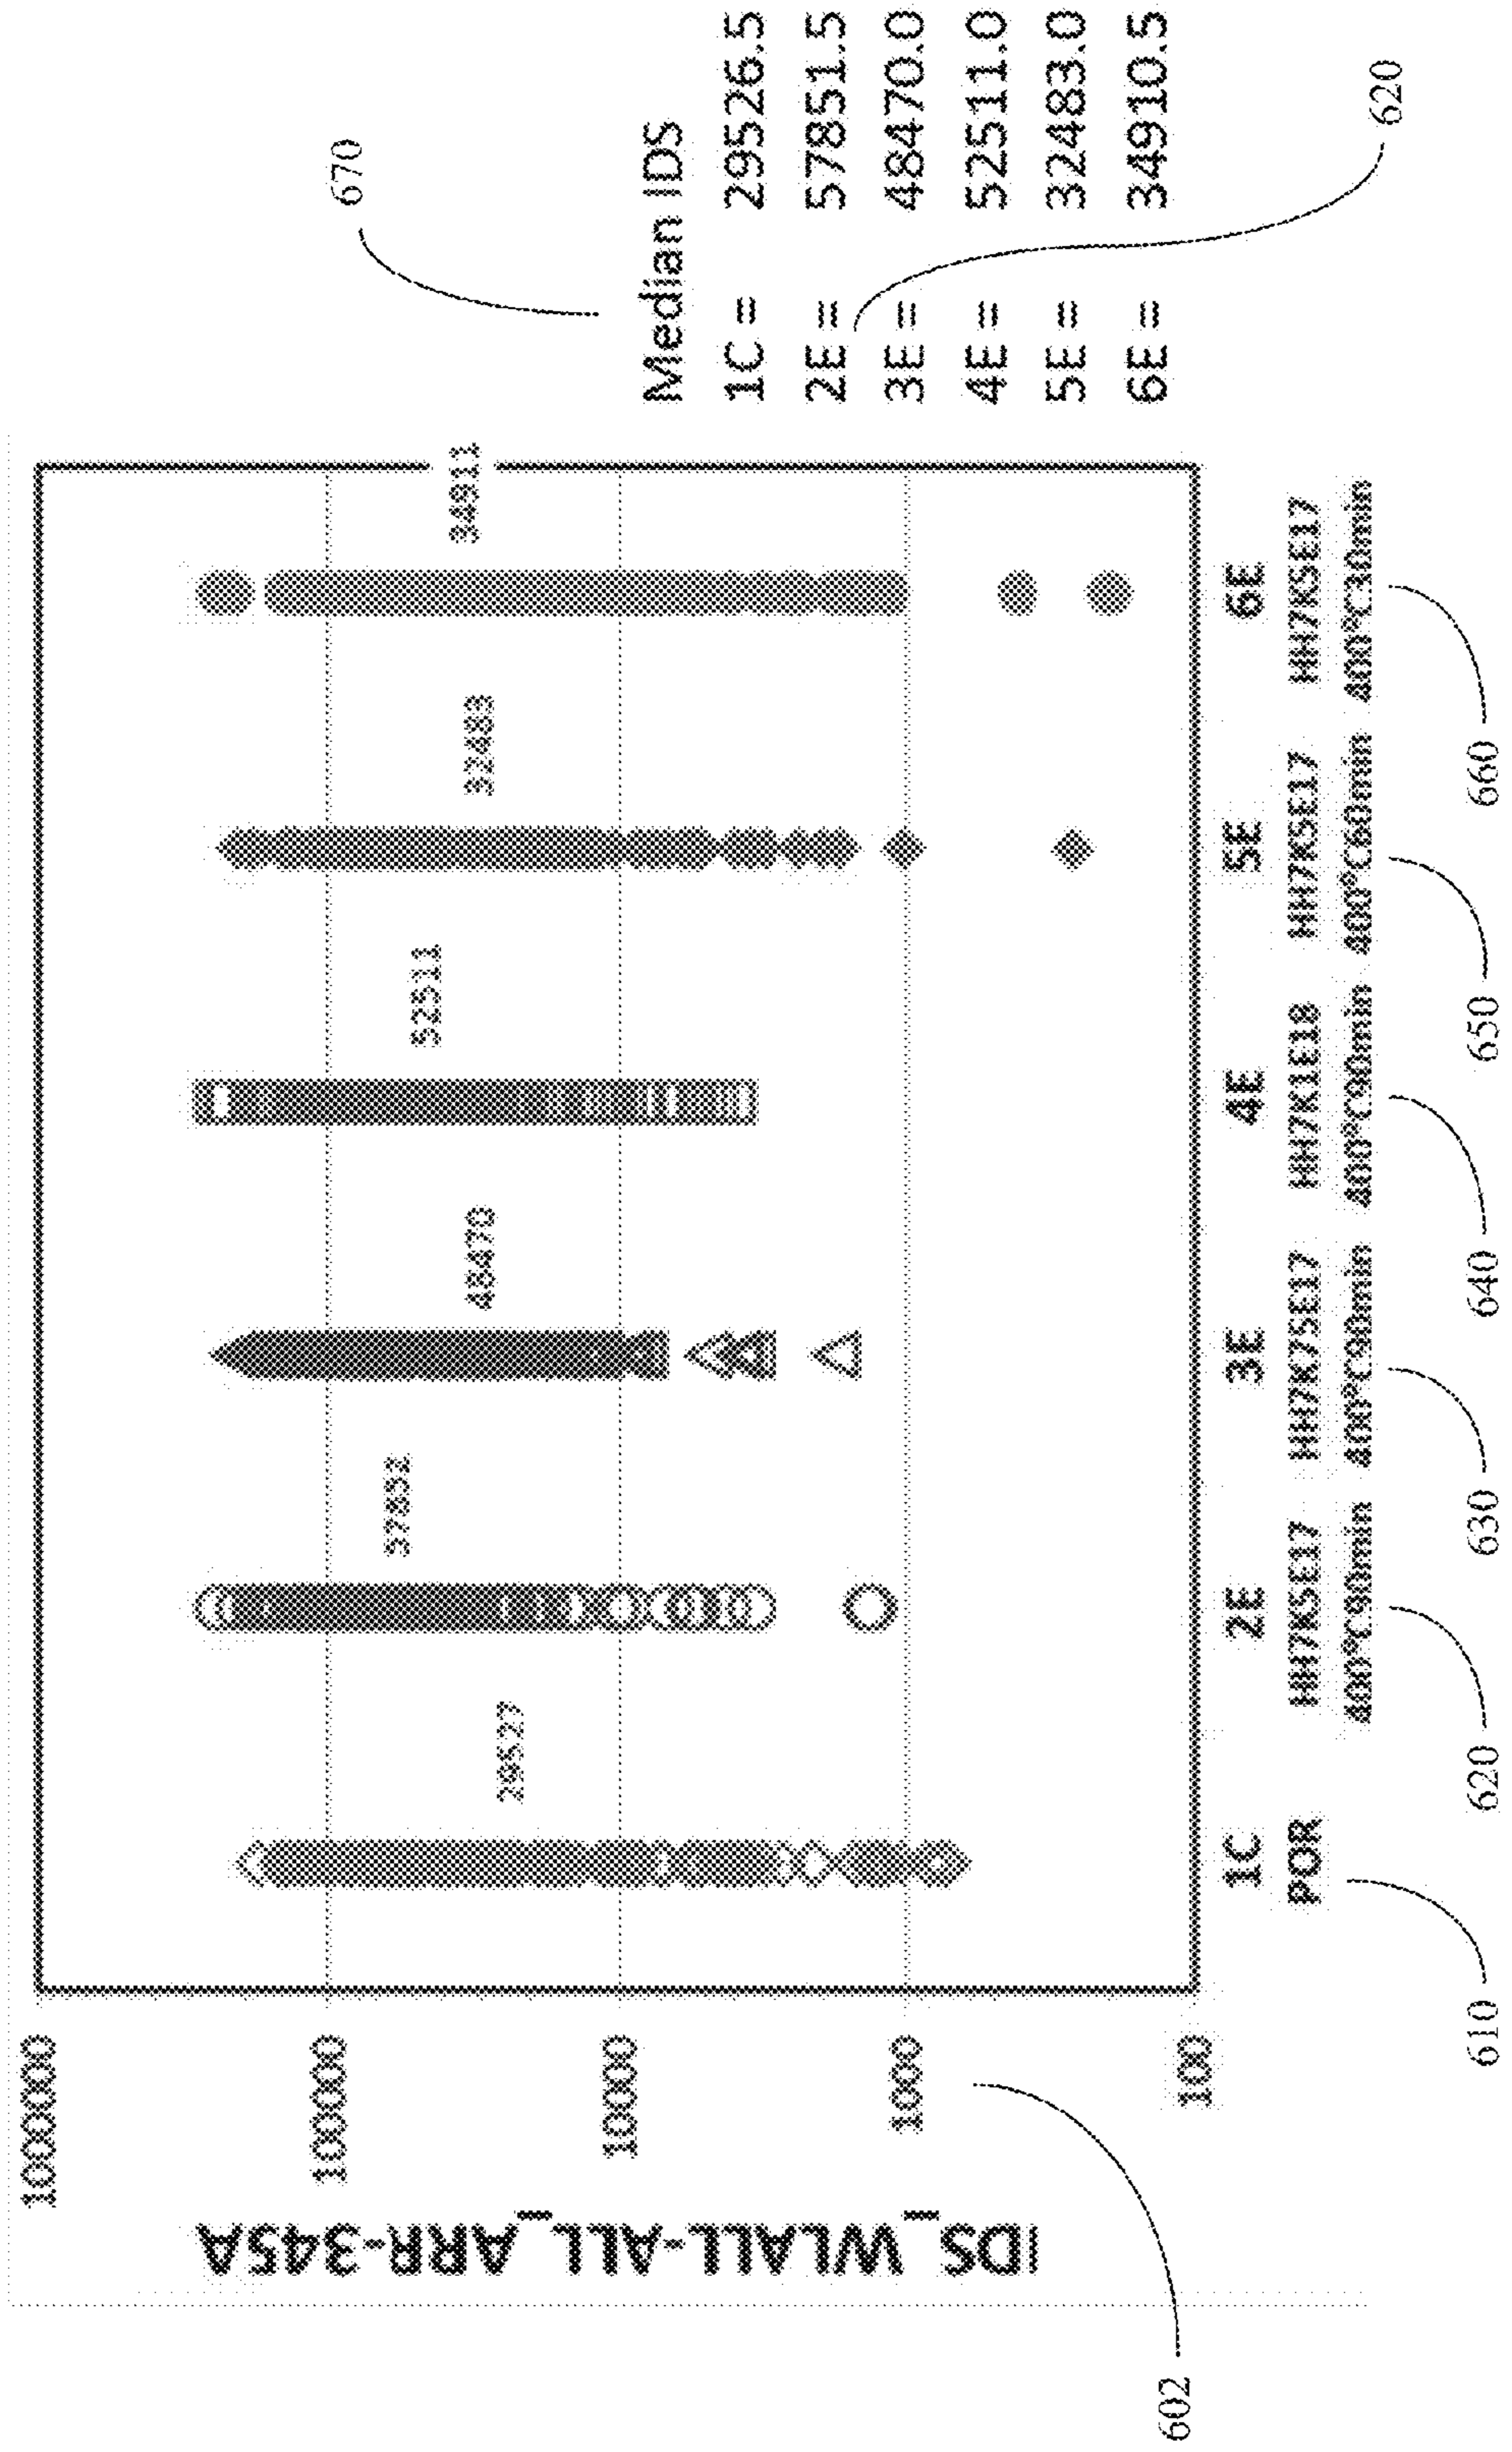 670
1000000
100000
10000
1000
100
IDS_WLALL-ALL_ARR-345A
602
29527
57852
48470
52511
32483
34911
1C
2E
3E
4E
5E
6E
POR
HH7K5E17
HH7K75E17
HH7K1E18
HH7K5E17
HH7K5E17
400°C90min
400°C90min
400°C90min
400°C60min
400°C30min
610
620
630
640
650
660
Median IDS
1C = 29526.5
2E = 57851.5
3E = 48470.0
4E = 52511.0
5E = 32483.0
6E = 34910.5
620